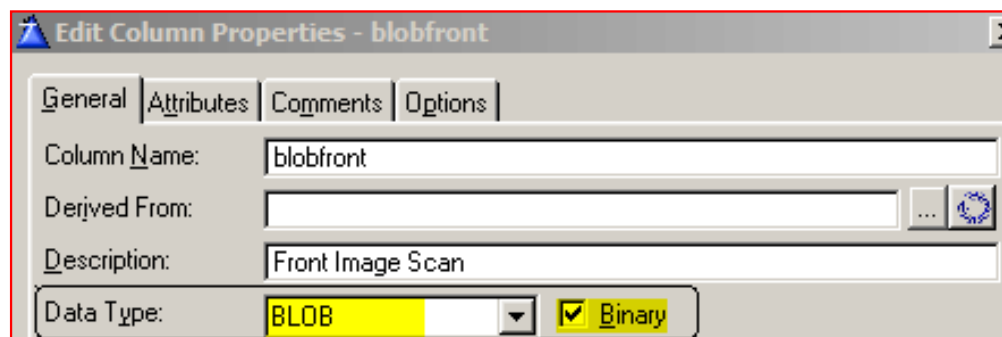 Edit Column Properties - blobfront
General Attributes Comments Options
Column Name: blobfront
Derived From: ...
Description: Front Image Scan
Data Type: BLOB Binary